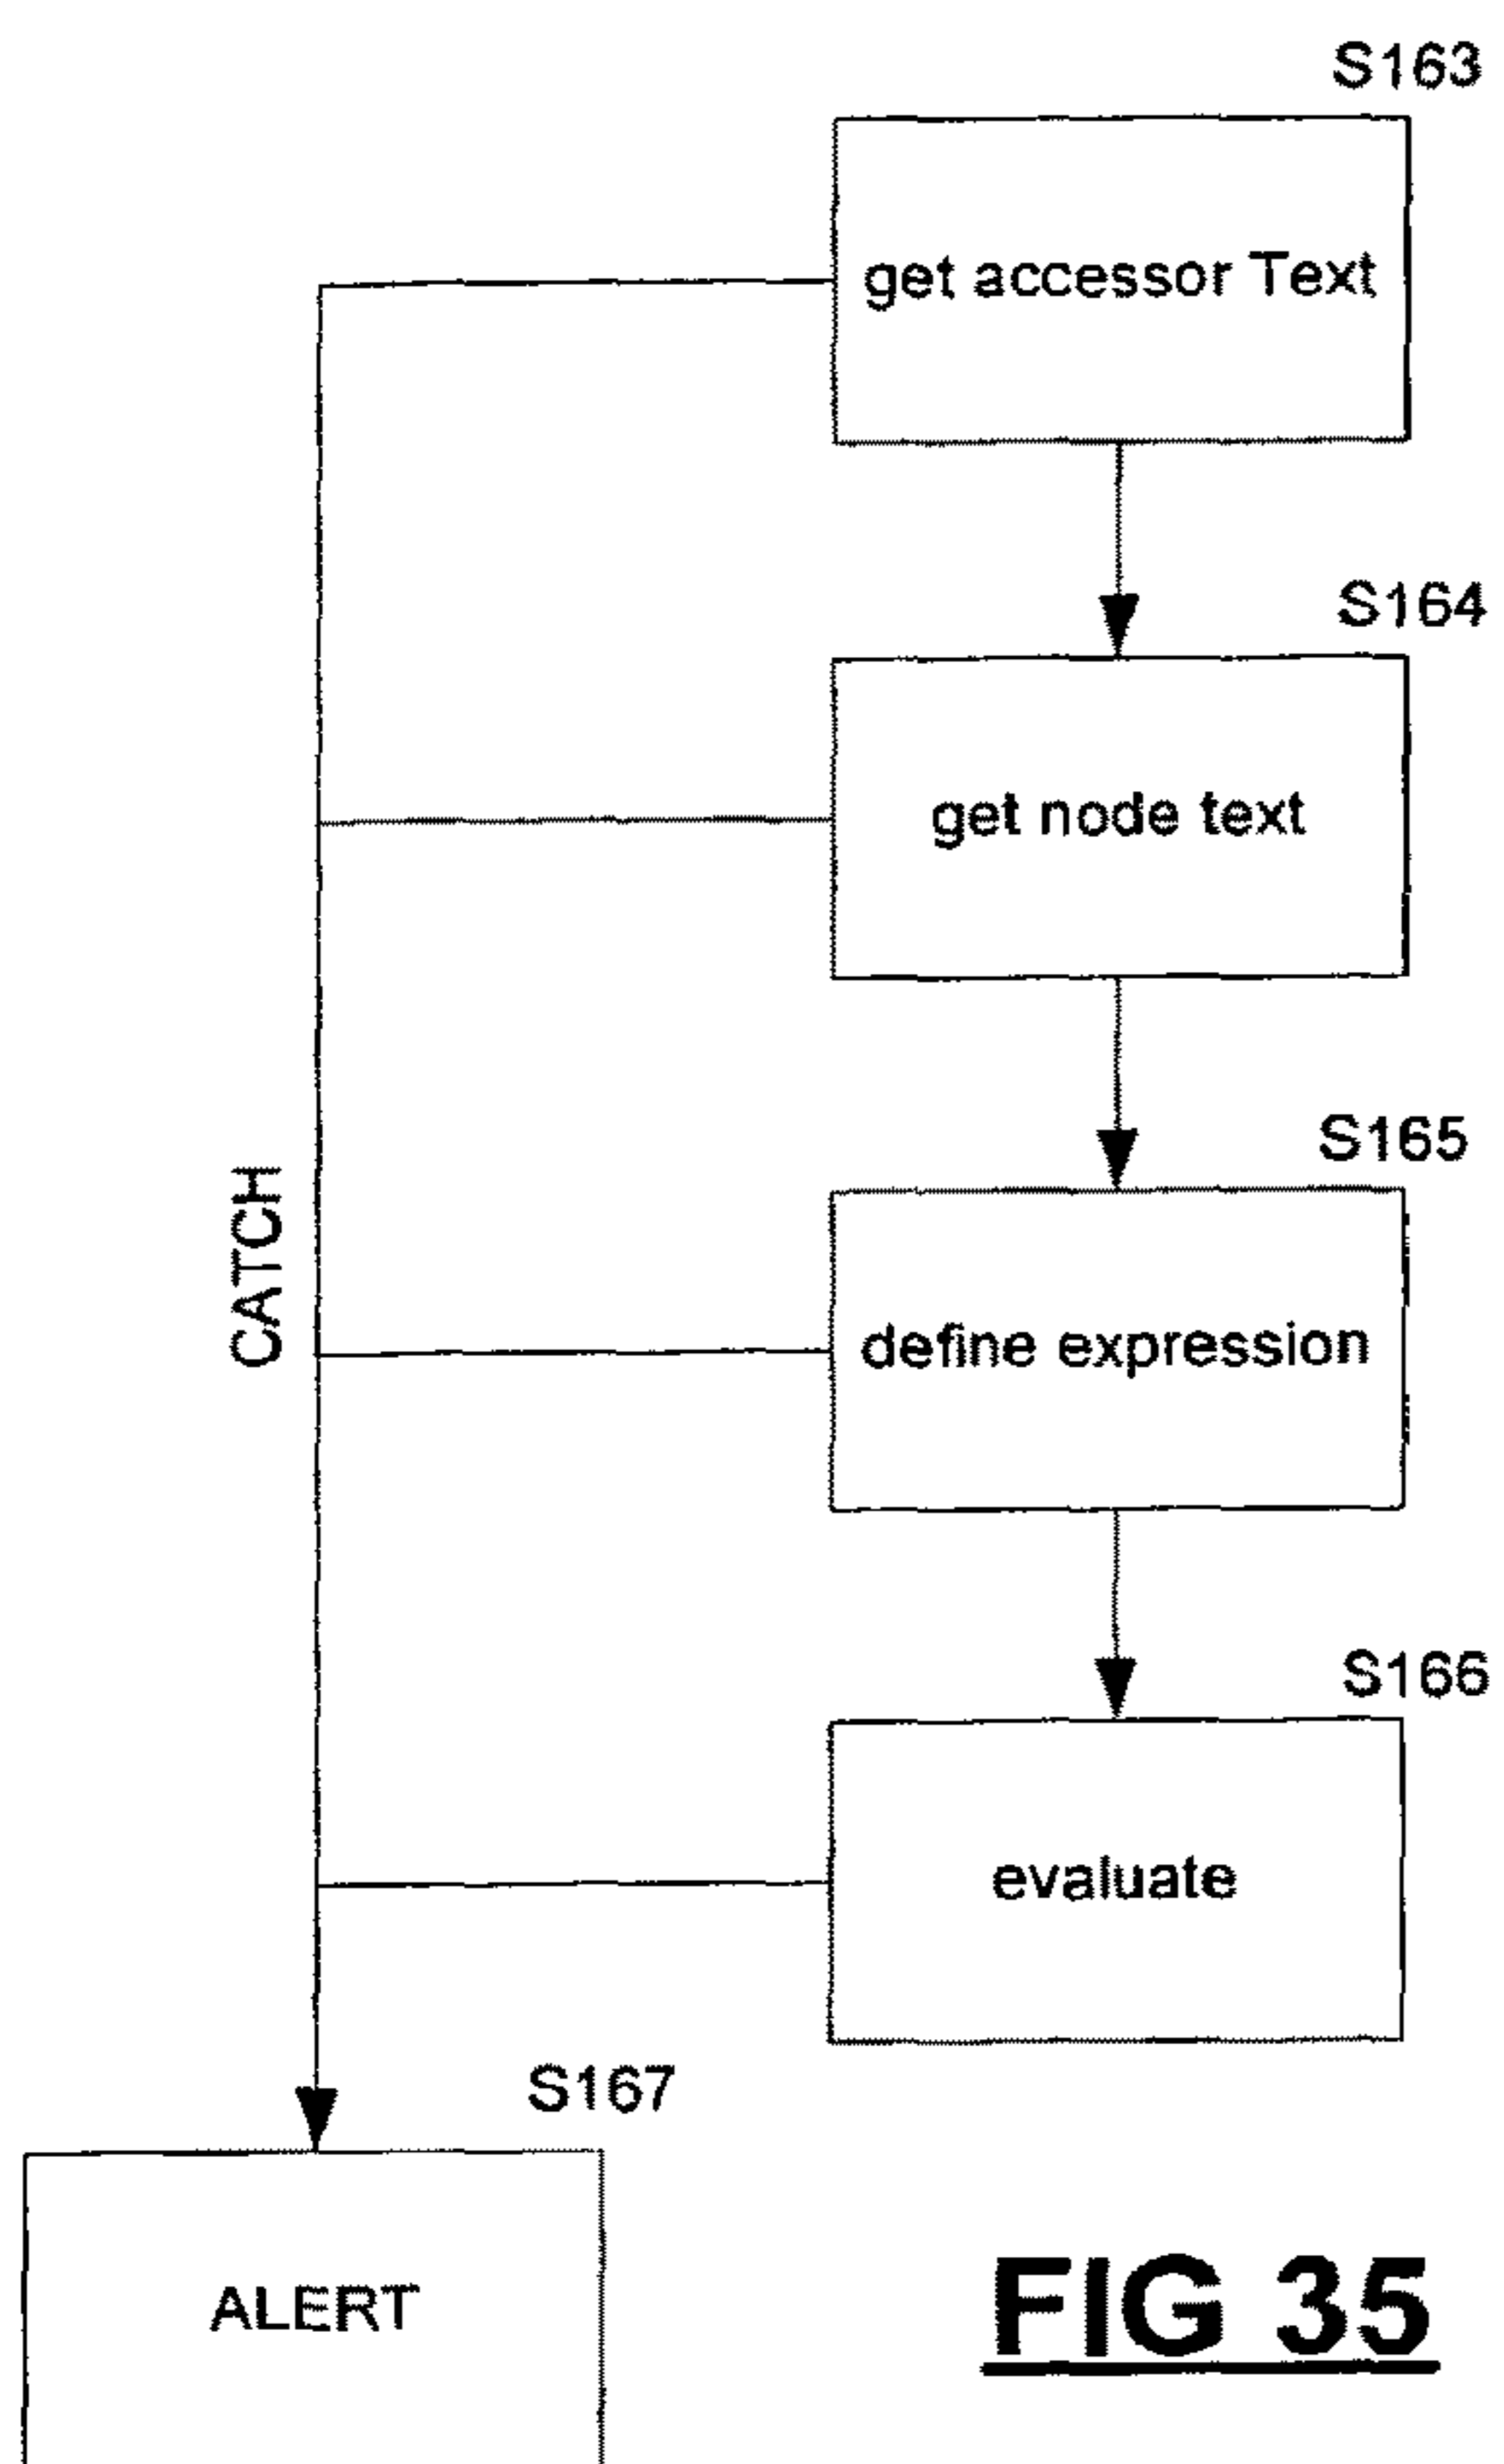 S163
get accessor Text
S164
get node text
S165
define expression
CATCH
S166
evaluate
S167
ALERT
FIG 35